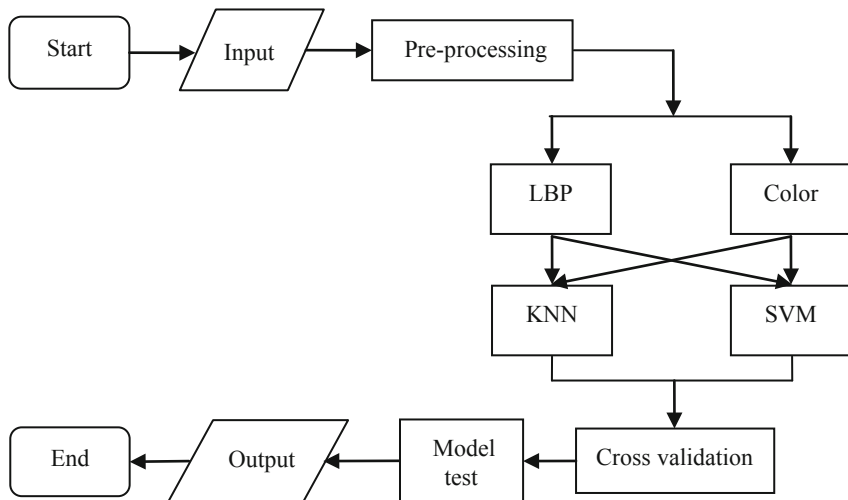 Start
Input
Pre-processing
LBP
Color
KNN
SVM
End
Output
Model
test
Cross validation